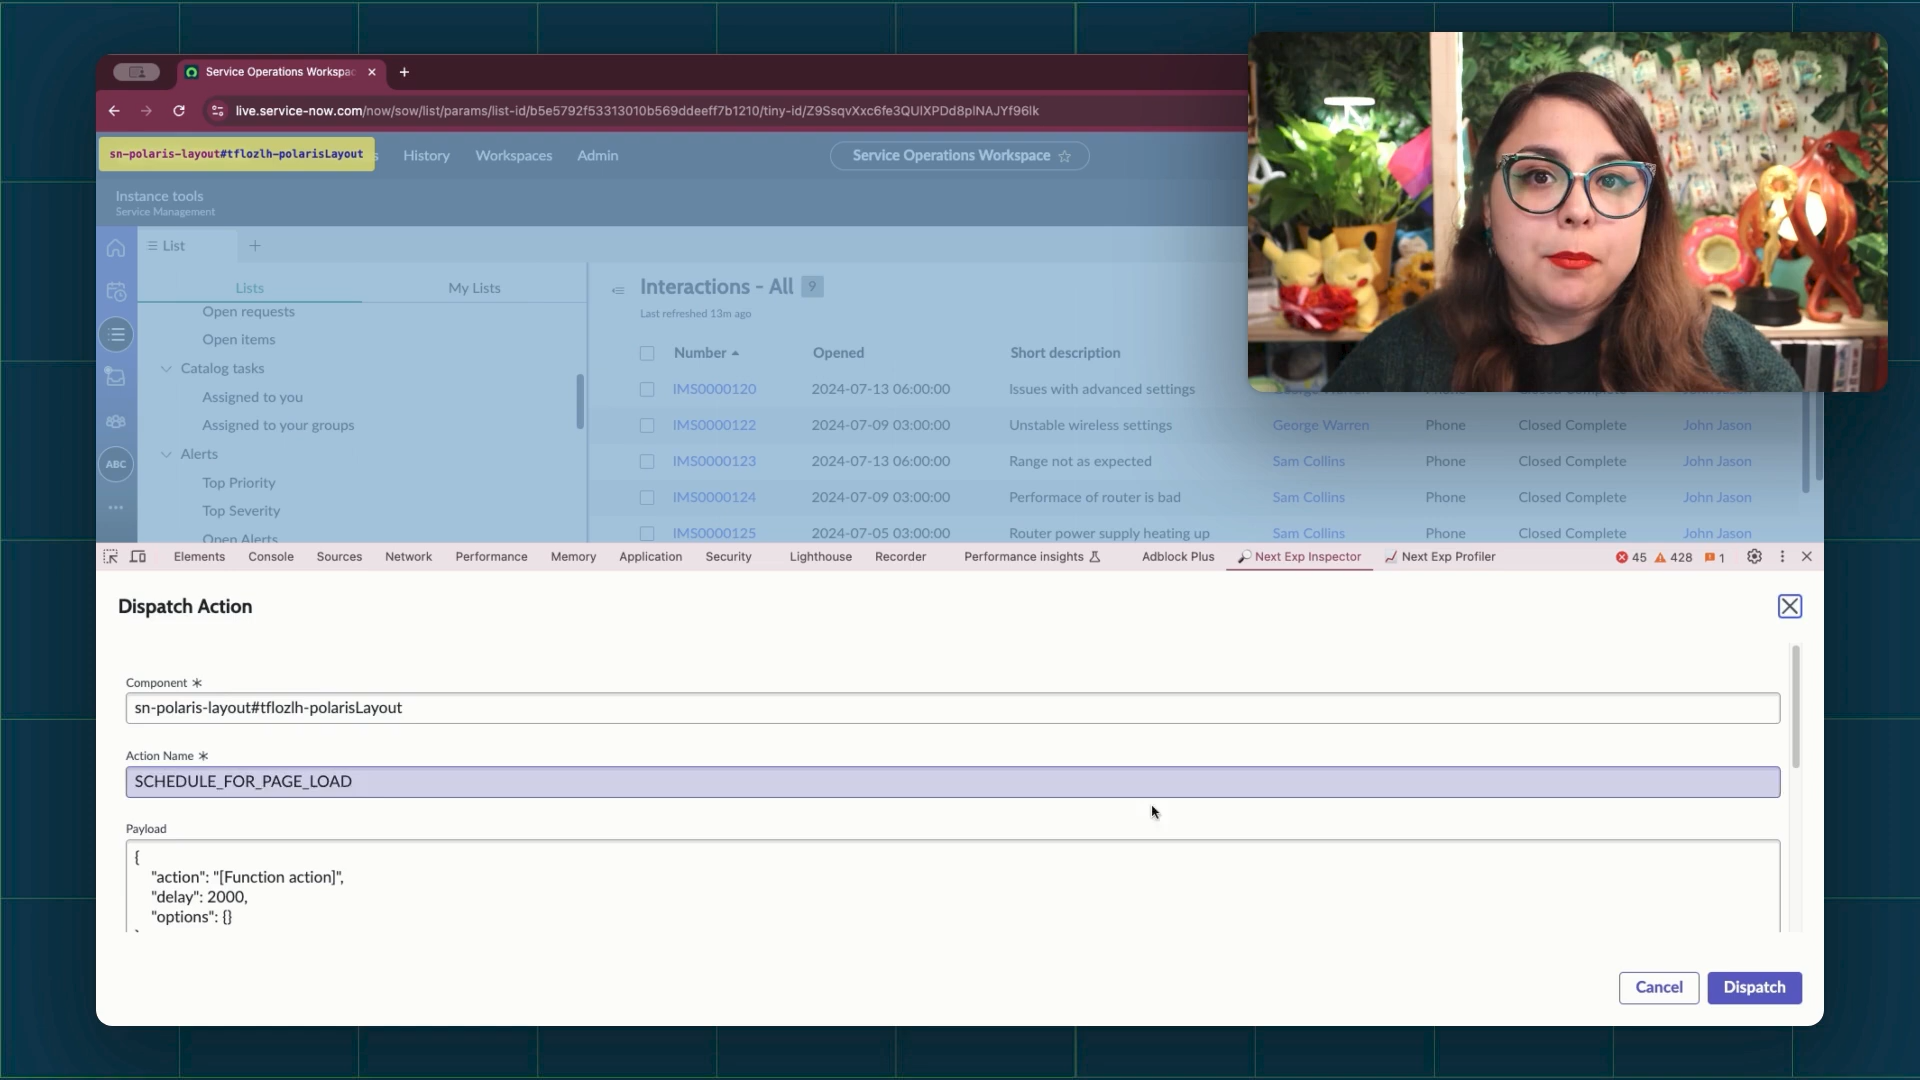 Service Operations Workspac
live.service-now.com/now/sow/list/params/list-id/b5e5792f53313010b569ddeeff7b1210/tiny-id/Z9SsqvXxc6fe3QUIXPDd8plNAJYf96lk
sn-polaris-layout#tflozlh-polarisLayout
History Workspaces Admin Service Operations Workspace
Instance tools
Service Management
List
Lists My Lists
Open requests
Open items
Catalog tasks
Assigned to you
Assigned to your groups
Alerts
Top Priority
Top Severity
Open Alerts
ABC
Interactions - All 9
Last refreshed 13m ago
Number Opened Short description
IMS0000120 2024-07-13 06:00:00 Issues with advanced settings
IMS0000122 2024-07-09 03:00:00 Unstable wireless settings George Warren Phone Closed Complete John Jason
IMS0000123 2024-07-13 06:00:00 Range not as expected Sam Collins Phone Closed Complete John Jason
IMS0000124 2024-07-09 03:00:00 Performace of router is bad Sam Collins Phone Closed Complete John Jason
IMS0000125 2024-07-05 03:00:00 Router power supply heating up Sam Collins Phone Closed Complete John Jason
Elements Console Sources Network Performance Memory Application Security Lighthouse Recorder Performance insights Adblock Plus Next Exp Inspector Next Exp Profiler 45 428 1
Dispatch Action
Component *
sn-polaris-layout#tflozlh-polarisLayout
Action Name *
SCHEDULE_FOR_PAGE_LOAD
Payload
{
"action": "[Function action]",
"delay": 2000,
"options": {}
Cancel Dispatch